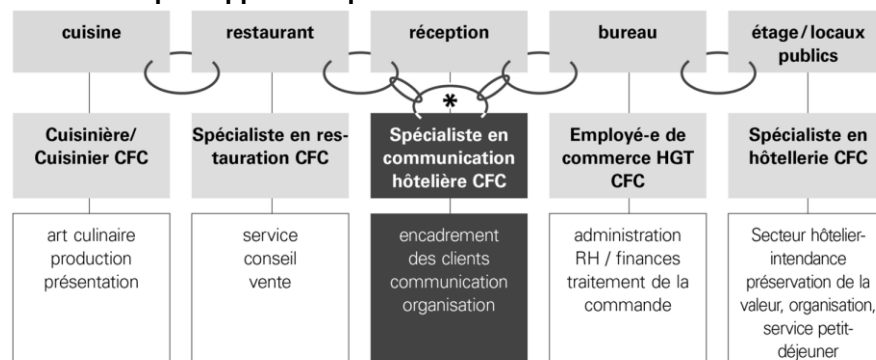 cuisine
restaurant
réception
bureau
étage/locaux
publics
*
Cuisinière/
Cuisinier CFC
Spécialiste en res-
tauration CFC
Spécialiste en
communication
hôtelière CFC
Employé-e de
commerce HGT
CFC
Spécialiste en
hôtellerie CFC
art culinaire
production
présentation
service
conseil
vente
encadrement
des clients
communication
organisation
administration
RH / finances
traitement de la
commande
Secteur hôtelier-
intendance
préservation de la
valeur, organisation,
service petit-
déjeuner